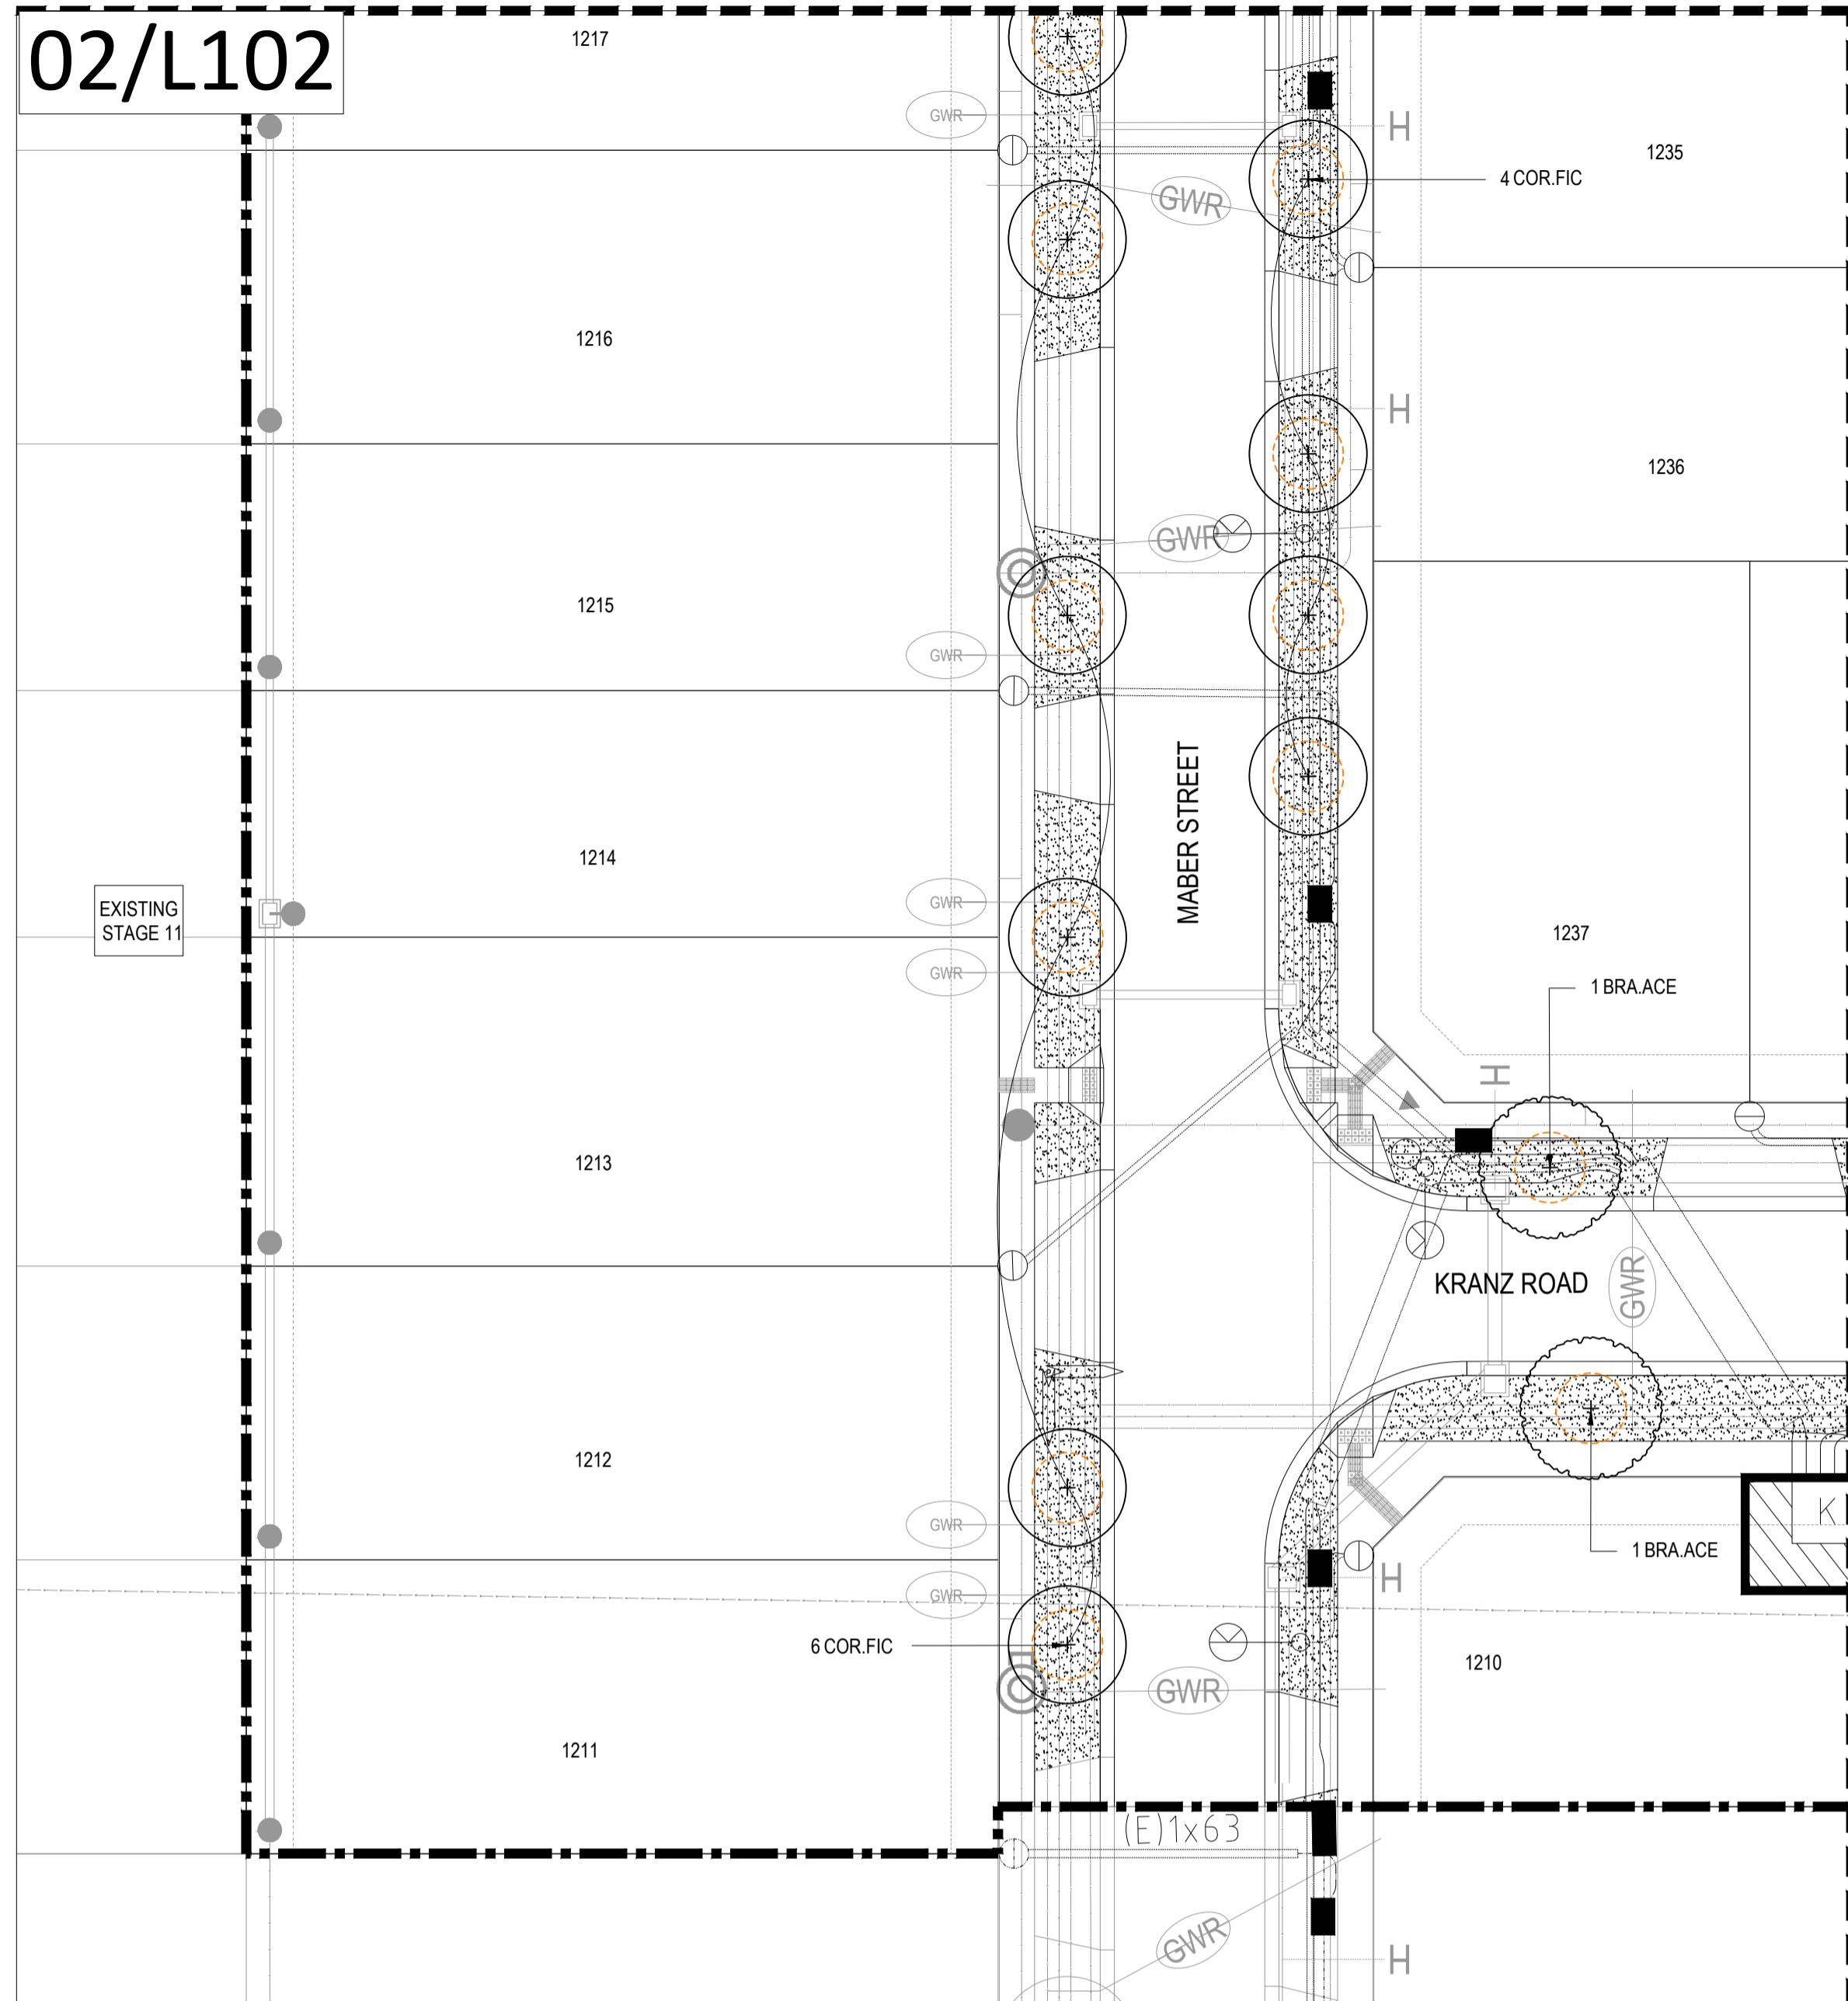 02/L102
1217
GWR
H
1235
4 COR.FIC
GWR
1216
H
1236
GWR
1215
GWR
MABER STREET
1214
GWR
EXISTING
STAGE 11
1237
GWR
1 BRA.ACE
H
1213
KRANZ ROAD
GWR
1212
K
GWR
1 BRA.ACE
H
GWR
6 COR.FIC
1210
GWR
1211
(E)1x63
GWR
H